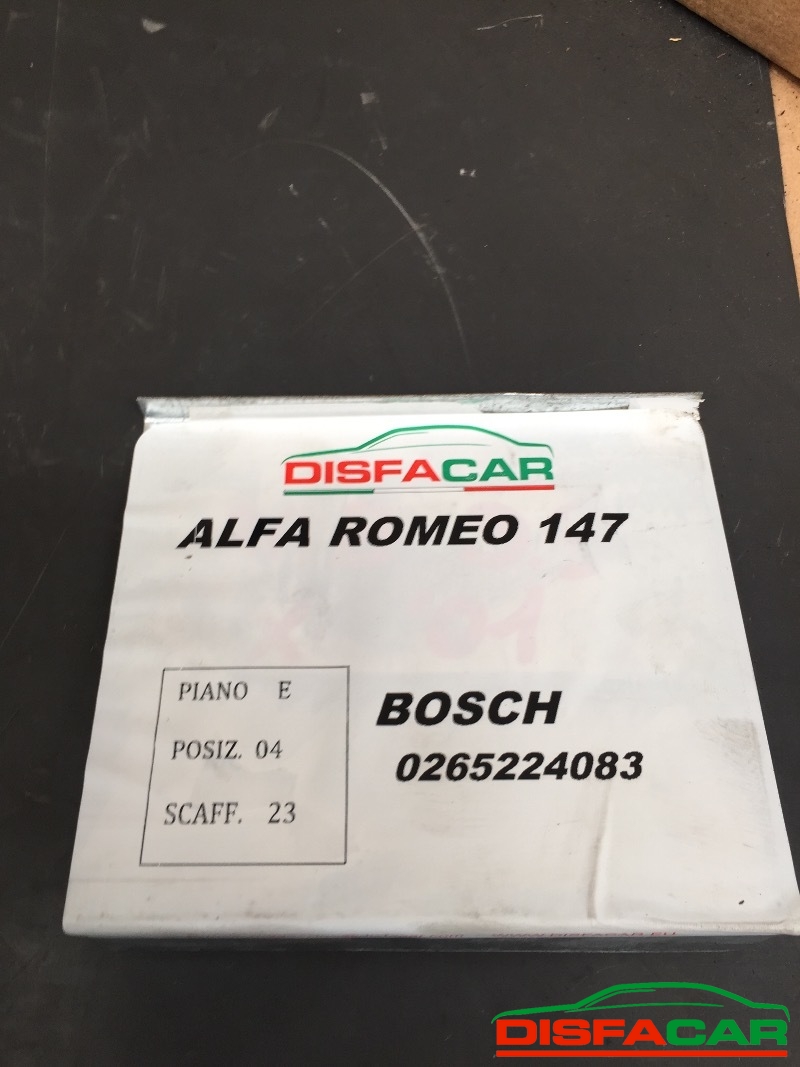 DISFACAR
ALFA ROMEO 147
PIANO E
POSIZ. 04
SCAFF. 23
BOSCH
0265224083
DISFACAR